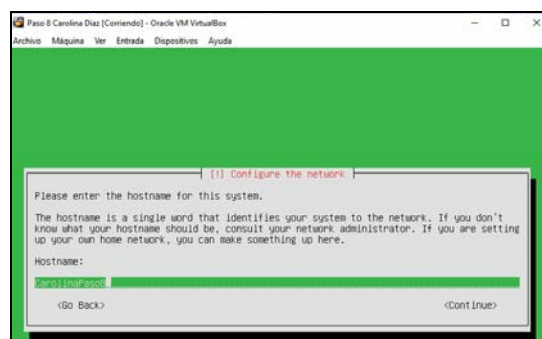 Paso 8 Carolina Diaz [Corriendo] - Oracle VM VirtualBox
Archivo Máquina Ver Entrada Dispositivos Ayuda
[!] Configure the network
Please enter the hostname for this system.
The hostname is a single word that identifies your system to the network. If you don't
know what your hostname should be, consult your network administrator. If you are setting
up your own home network, you can make something up here.
Hostname:
CarolinaPaso8
<Go Back> <Continue>